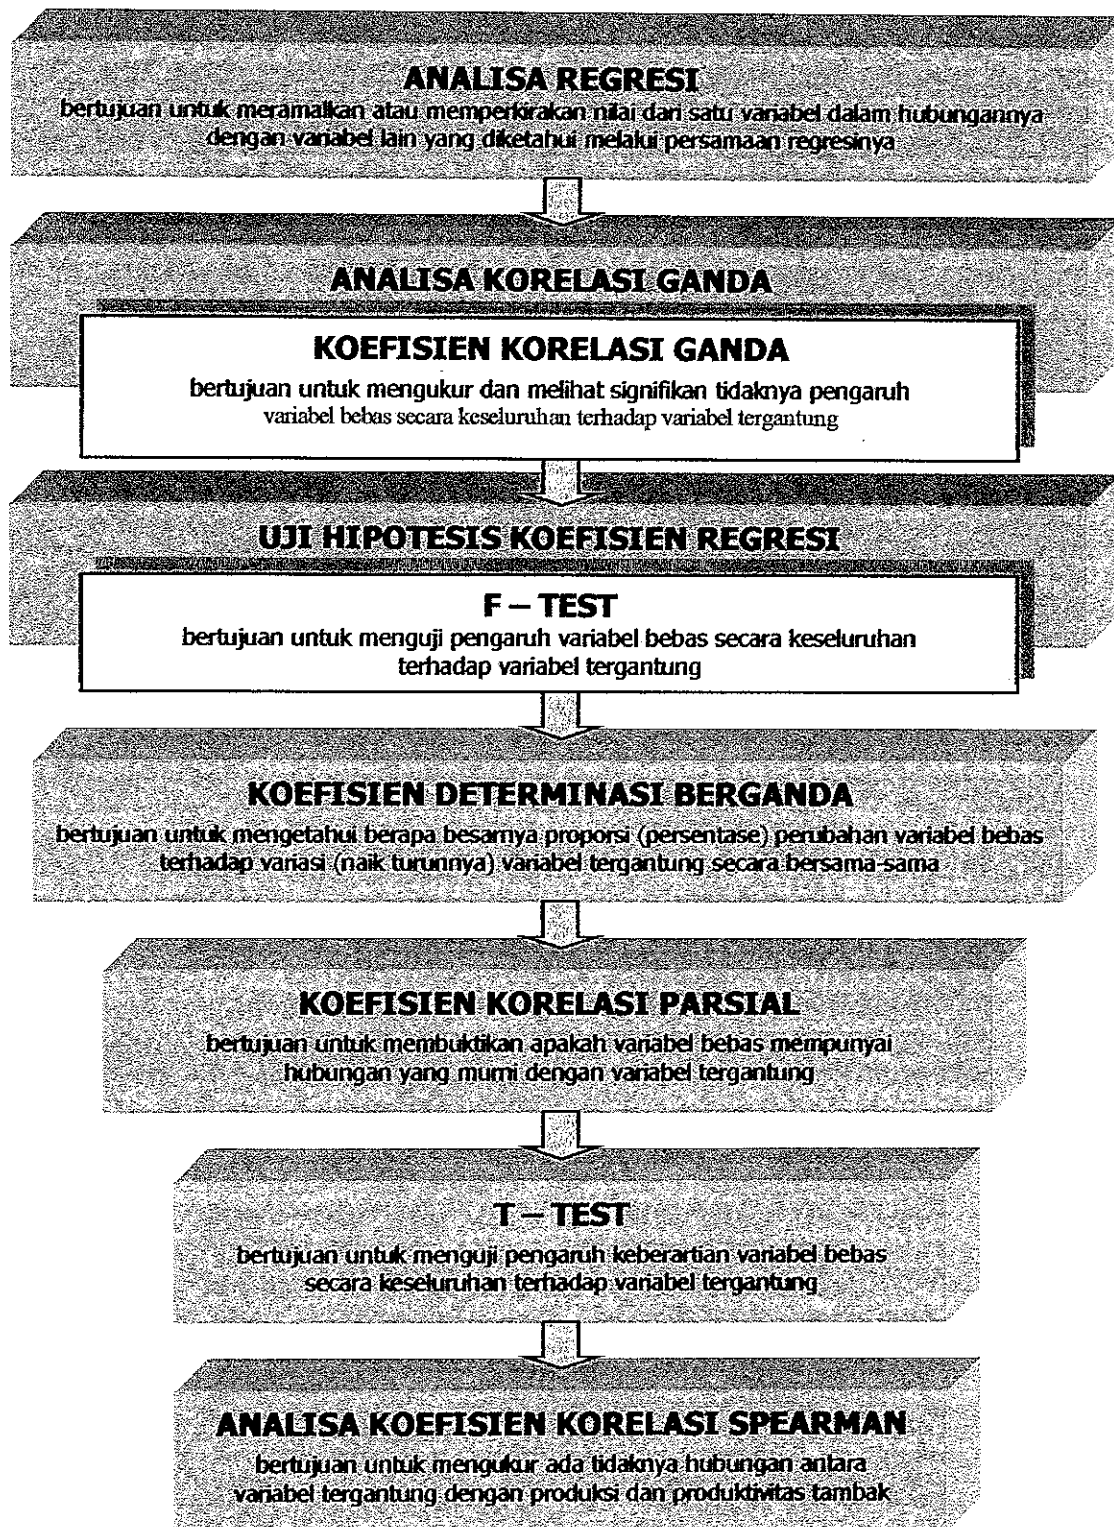 ANALISA REGRESI
bertujuan untuk meramalkan atau memperkirakan nilai dari satu variabel dalam hubungannya
dengan variabel lain yang diketahui melalui persamaan regresinya
ANALISA KORELASI GANDA
KOEFISIEN KORELASI GANDA
bertujuan untuk mengukur dan melihat signifikan tidaknya pengaruh
variabel bebas secara keseluruhan terhadap variabel tergantung
UJI HIPOTESIS KOEFISIEN REGRESI
F – TEST
bertujuan untuk menguji pengaruh variabel bebas secara keseluruhan
terhadap variabel tergantung
KOEFISIEN DETERMINASI BERGANDA
bertujuan untuk mengetahui berapa besarnya proporsi (persentase) perubahan variabel bebas
terhadap variasi (naik turunnya) variabel tergantung secara bersama-sama
KOEFISIEN KORELASI PARSIAL
bertujuan untuk membuktikan apakah variabel bebas mempunyai
hubungan yang murni dengan variabel tergantung
T – TEST
bertujuan untuk menguji pengaruh keberartian variabel bebas
secara keseluruhan terhadap variabel tergantung
ANALISA KOEFISIEN KORELASI SPEARMAN
bertujuan untuk mengukur ada tidaknya hubungan antara
variabel tergantung dengan produksi dan produktivitas tambak